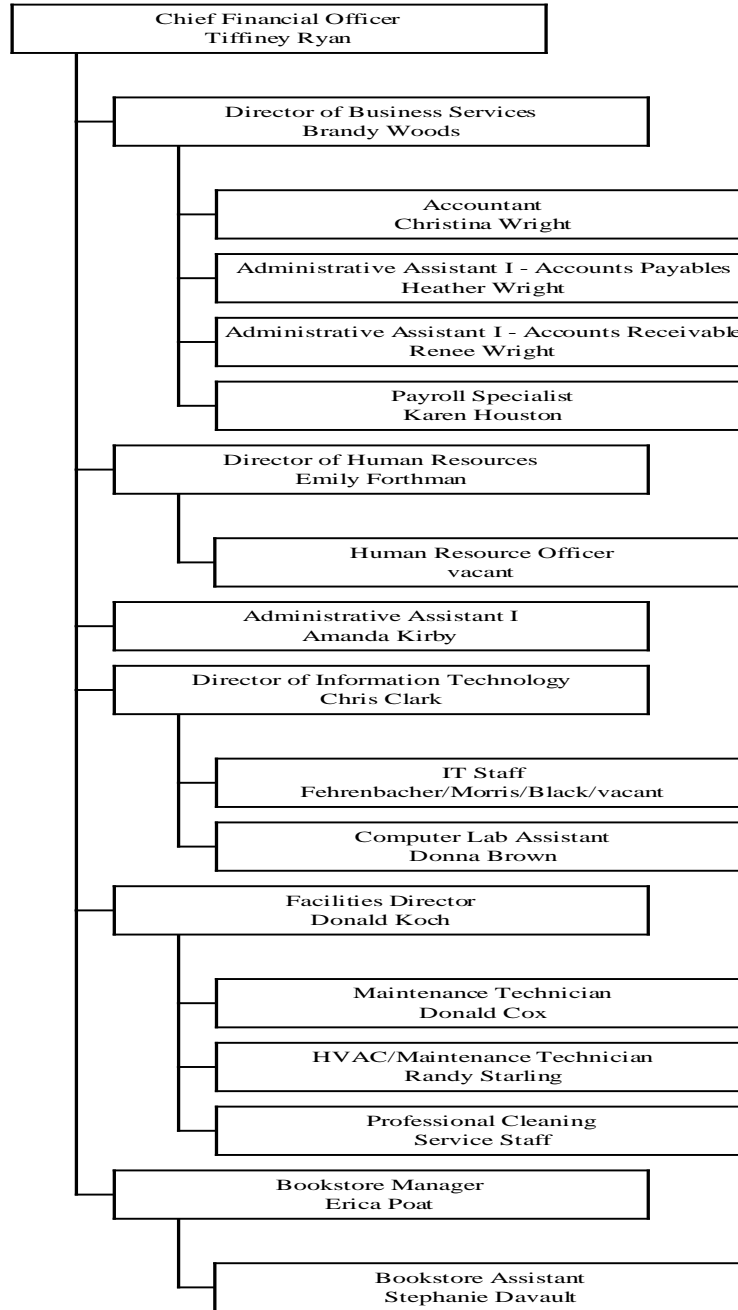 Chief Financial Officer
Tiffiney Ryan
Director of Business Services
Brandy Woods
Accountant
Christina Wright
Administrative Assistant I - Accounts Payables
Heather Wright
Administrative Assistant I - Accounts Receivable
Renee Wright
Payroll Specialist
Karen Houston
Director of Human Resources
Emily Forthman
Human Resource Officer
vacant
Administrative Assistant I
Amanda Kirby
Director of Information Technology
Chris Clark
IT Staff
Fehrenbacher/Morris/Black/vacant
Computer Lab Assistant
Donna Brown
Facilities Director
Donald Koch
Maintenance Technician
Donald Cox
HVAC/Maintenance Technician
Randy Starling
Professional Cleaning
Service Staff
Bookstore Manager
Erica Poat
Bookstore Assistant
Stephanie Davault